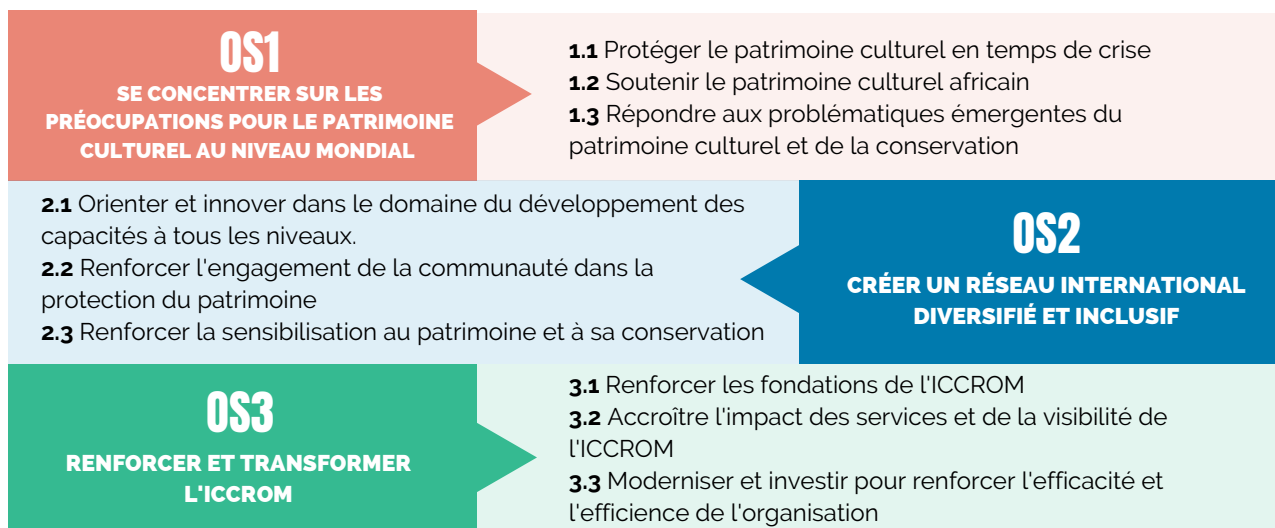 OS1
SE CONCENTRER SUR LES
PRÉOCCUPATIONS POUR LE PATRIMOINE
CULTUREL AU NIVEAU MONDIAL
1.1 Protéger le patrimoine culturel en temps de crise
1.2 Soutenir le patrimoine culturel africain
1.3 Répondre aux problématiques émergentes du
patrimoine culturel et de la conservation
2.1 Orienter et innover dans le domaine du développement des
capacités à tous les niveaux.
2.2 Renforcer l'engagement de la communauté dans la
protection du patrimoine
2.3 Renforcer la sensibilisation au patrimoine et à sa conservation
OS2
CRÉER UN RÉSEAU INTERNATIONAL
DIVERSIFIÉ ET INCLUSIF
OS3
RENFORCER ET TRANSFORMER
L'ICCROM
3.1 Renforcer les fondations de l'ICCROM
3.2 Accroître l'impact des services et de la visibilité de
l'ICCROM
3.3 Moderniser et investir pour renforcer l'efficacité et
l'efficience de l'organisation